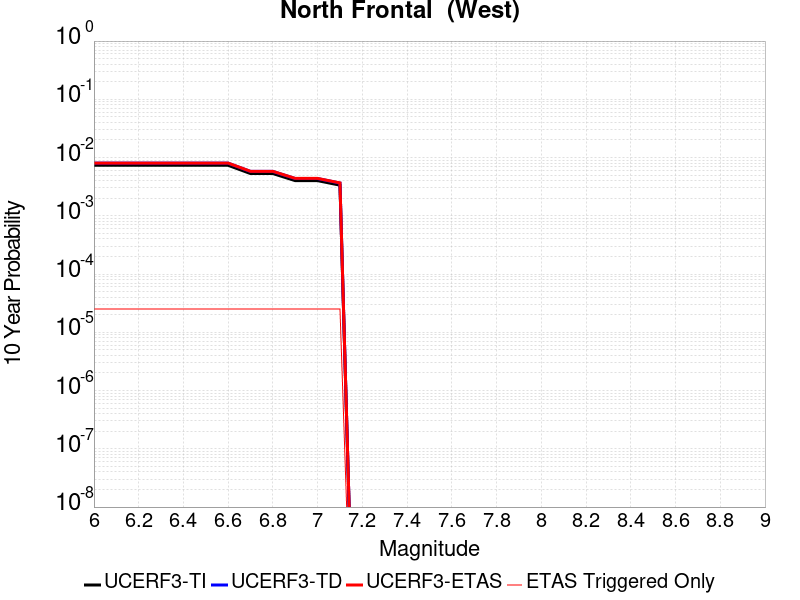 North Frontal  (West)
10^0
10^-1
10^-2
10^-3
10^-4
10^-5
10^-6
10^-7
10^-8
10 Year Probability
6 6.2 6.4 6.6 6.8 7 7.2 7.4 7.6 7.8 8 8.2 8.4 8.6 8.8 9
Magnitude
UCERF3-TI UCERF3-TD UCERF3-ETAS ETAS Triggered Only